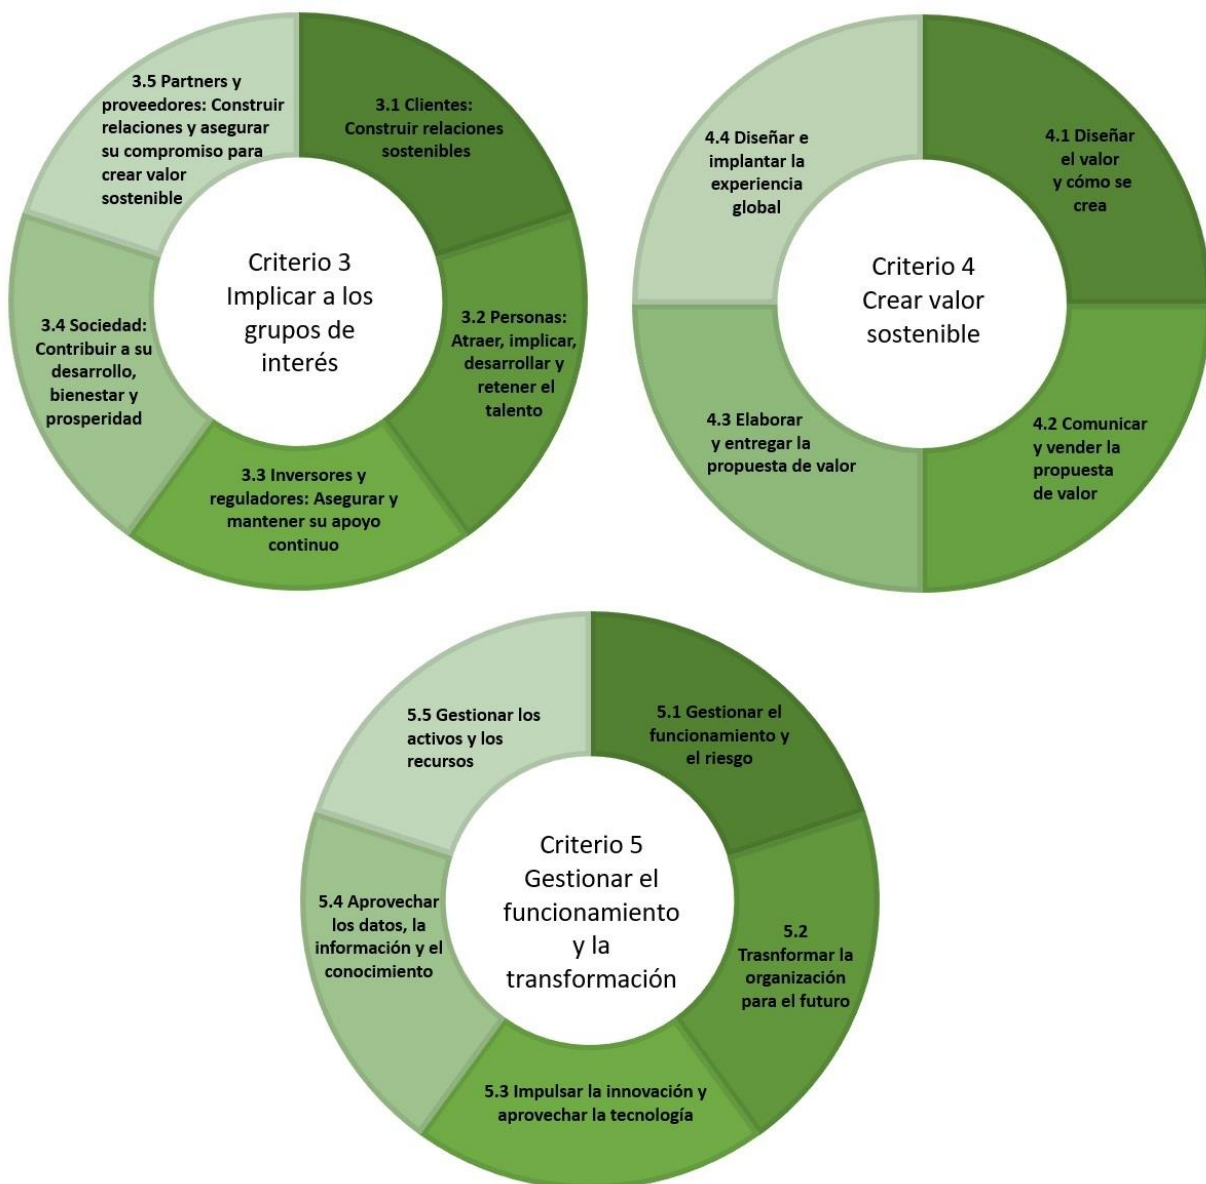 Criterio 3
Implicar a los
grupos de
interés
3.1 Clientes:
Construir relaciones
sostenibles
3.2 Personas:
Atraer, implicar,
desarrollar y
retener el
talento
3.3 Inversores y
reguladores: Asegurar y
mantener su apoyo
continuo
3.4 Sociedad:
Contribuir a su
desarrollo,
bienestar y
prosperidad
3.5 Partners y
proveedores: Construir
relaciones y asegurar
su compromiso para
crear valor
sostenible
Criterio 4
Crear valor
sostenible
4.1 Diseñar
el valor
y cómo se
crea
4.2 Comunicar
y vender la
propuesta
de valor
4.3 Elaborar
y entregar la
propuesta de valor
4.4 Diseñar e
implantar la
experiencia
global
Criterio 5
Gestionar el
funcionamiento
y la
transformación
5.1 Gestionar el
funcionamiento y
el riesgo
5.2
Trasnformar la
organización
para el futuro
5.3 Impulsar la innovación y
aprovechar la tecnología
5.4 Aprovechar
los datos, la
información y el
conocimiento
5.5 Gestionar los
activos y los
recursos